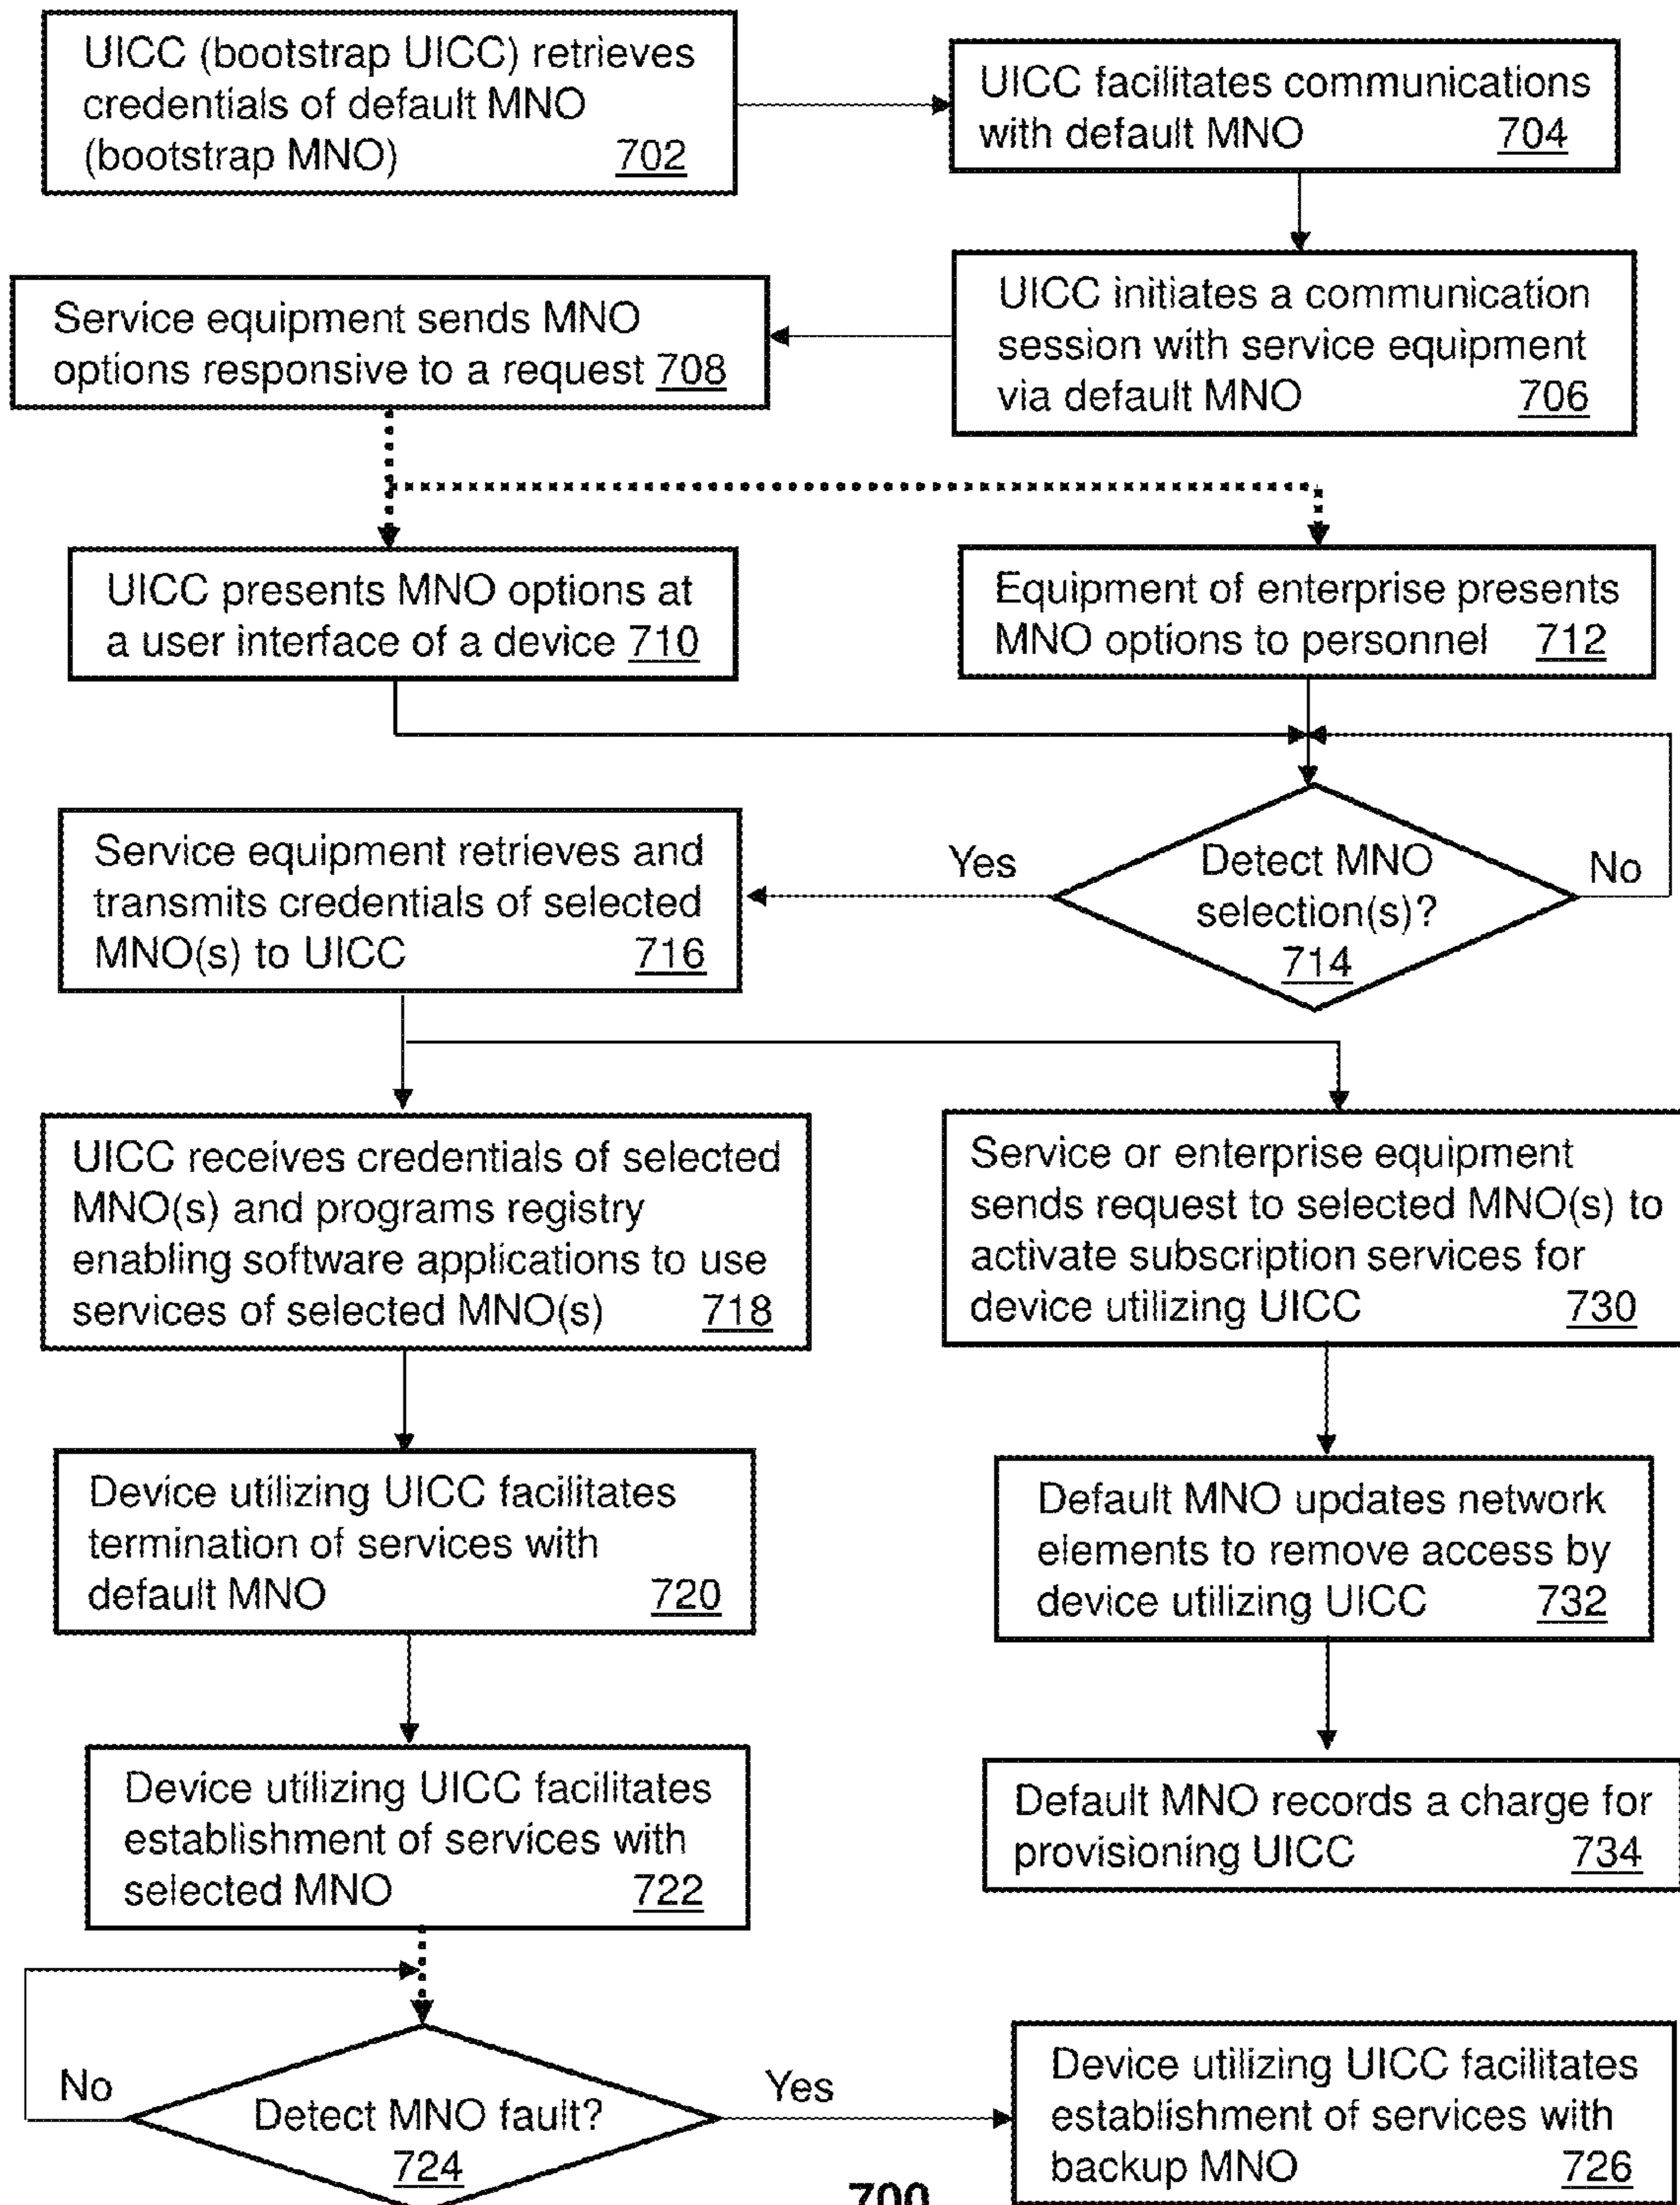 UICC (bootstrap UICC) retrieves
credentials of default MNO
(bootstrap MNO) 702
UICC facilitates communications
with default MNO 704
UICC initiates a communication
session with service equipment
via default MNO 706
Service equipment sends MNO
options responsive to a request 708
UICC presents MNO options at
a user interface of a device 710
Equipment of enterprise presents
MNO options to personnel 712
Detect MNO
selection(s)?
714
No
Yes
Service equipment retrieves and
transmits credentials of selected
MNO(s) to UICC 716
UICC receives credentials of selected
MNO(s) and programs registry
enabling software applications to use
services of selected MNO(s) 718
Service or enterprise equipment
sends request to selected MNO(s) to
activate subscription services for
device utilizing UICC 730
Device utilizing UICC facilitates
termination of services with
default MNO 720
Default MNO updates network
elements to remove access by
device utilizing UICC 732
Device utilizing UICC facilitates
establishment of services with
selected MNO 722
Default MNO records a charge for
provisioning UICC 734
No
Detect MNO fault?
724
Yes
Device utilizing UICC facilitates
establishment of services with
backup MNO 726
700